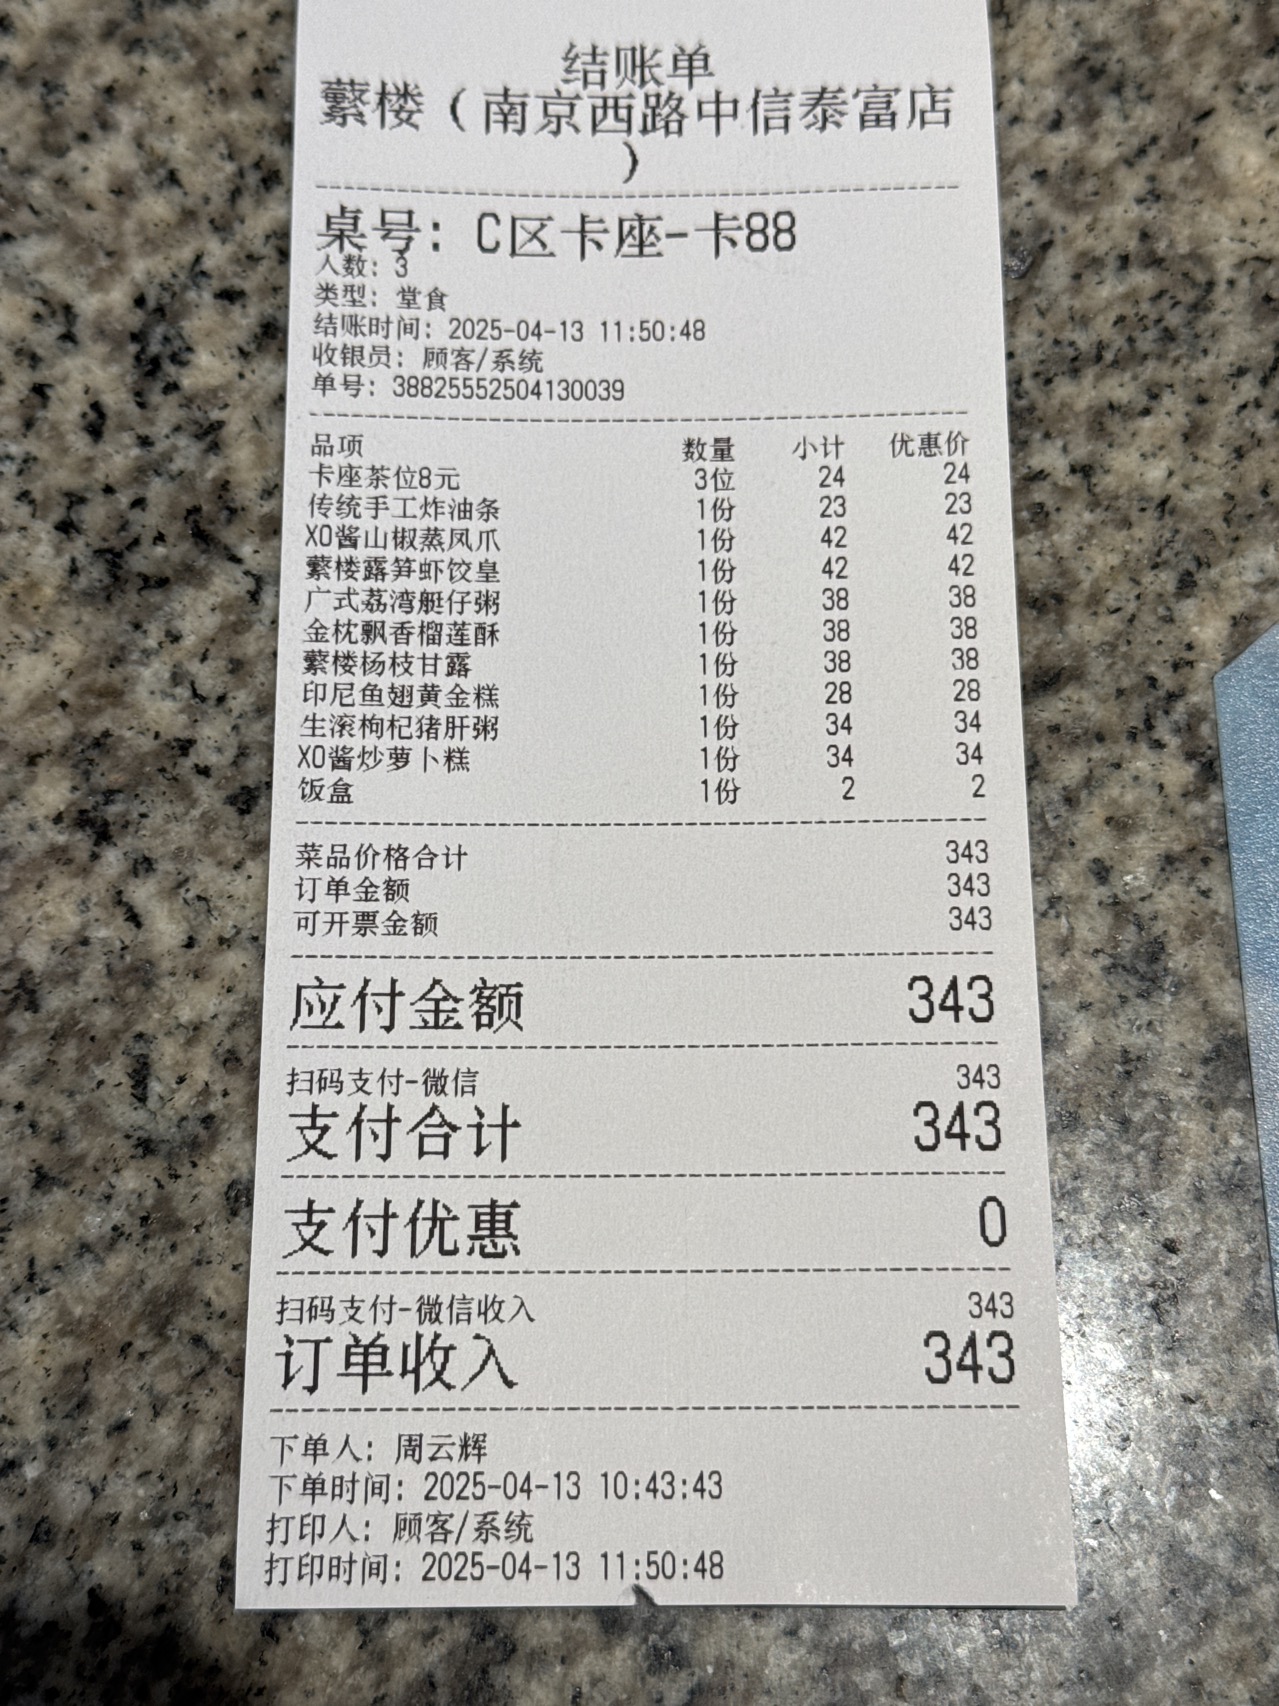 结账单
蘩楼（南京西路中信泰富店
）
桌号：C区卡座-卡88
人数：3
类型：堂食
结账时间：2025-04-13 11:50:48
收银员：顾客/系统
单号：38825552504130039
品项 数量 小计 优惠价
卡座茶位8元 3位 24 24
传统手工炸油条 1份 23 23
XO酱山椒蒸凤爪 1份 42 42
蘩楼露笋虾饺皇 1份 42 42
广式荔湾艇仔粥 1份 38 38
金枕飘香榴莲酥 1份 38 38
蘩楼杨枝甘露 1份 38 38
印尼鱼翅黄金糕 1份 28 28
生滚枸杞猪肝粥 1份 34 34
XO酱炒萝卜糕 1份 34 34
饭盒 1份 2 2
菜品价格合计 343
订单金额 343
可开票金额 343
应付金额 343
扫码支付-微信 343
支付合计 343
支付优惠 0
扫码支付-微信收入 343
订单收入 343
下单人：周云辉
下单时间：2025-04-13 10:43:43
打印人：顾客/系统
打印时间：2025-04-13 11:50:48